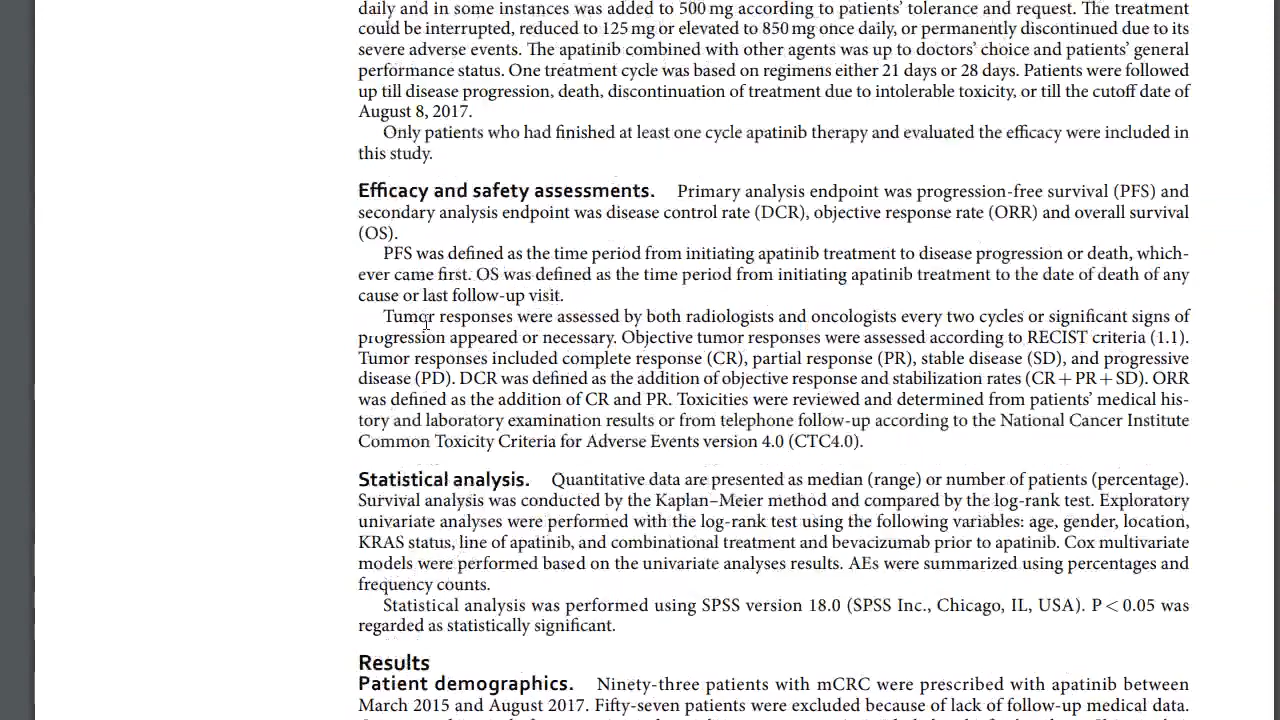 daily and in some instances was added to 500 mg according to patients’ tolerance and request. The treatment
could be interrupted, reduced to 125 mg or elevated to 850 mg once daily, or permanently discontinued due to its
severe adverse events. The apatinib combined with other agents was up to doctors’ choice and patients’ general
performance status. One treatment cycle was based on regimens either 21 days or 28 days. Patients were followed
up till disease progression, death, discontinuation of treatment due to intolerable toxicity, or till the cutoff date of
August 8, 2017.
Only patients who had finished at least one cycle apatinib therapy and evaluated the efficacy were included in
this study.
Efficacy and safety assessments. Primary analysis endpoint was progression-free survival (PFS) and
secondary analysis endpoint was disease control rate (DCR), objective response rate (ORR) and overall survival
(OS).
PFS was defined as the time period from initiating apatinib treatment to disease progression or death, which-
ever came first. OS was defined as the time period from initiating apatinib treatment to the date of death of any
cause or last follow-up visit.
Tumor responses were assessed by both radiologists and oncologists every two cycles or significant signs of
progression appeared or necessary. Objective tumor responses were assessed according to RECIST criteria (1.1).
Tumor responses included complete response (CR), partial response (PR), stable disease (SD), and progressive
disease (PD). DCR was defined as the addition of objective response and stabilization rates (CR + PR + SD). ORR
was defined as the addition of CR and PR. Toxicities were reviewed and determined from patients’ medical his-
tory and laboratory examination results or from telephone follow-up according to the National Cancer Institute
Common Toxicity Criteria for Adverse Events version 4.0 (CTC4.0).
Statistical analysis. Quantitative data are presented as median (range) or number of patients (percentage).
Survival analysis was conducted by the Kaplan–Meier method and compared by the log-rank test. Exploratory
univariate analyses were performed with the log-rank test using the following variables: age, gender, location,
KRAS status, line of apatinib, and combinational treatment and bevacizumab prior to apatinib. Cox multivariate
models were performed based on the univariate analyses results. AEs were summarized using percentages and
frequency counts.
Statistical analysis was performed using SPSS version 18.0 (SPSS Inc., Chicago, IL, USA). P < 0.05 was
regarded as statistically significant.
Results
Patient demographics. Ninety-three patients with mCRC were prescribed with apatinib between
March 2015 and August 2017. Fifty-seven patients were excluded because of lack of follow-up medical data.